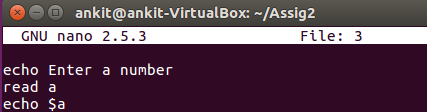 ankit@ankit-VirtualBox: ~/Assig2
GNU nano 2.5.3 File: 3
echo Enter a number
read a
echo $a